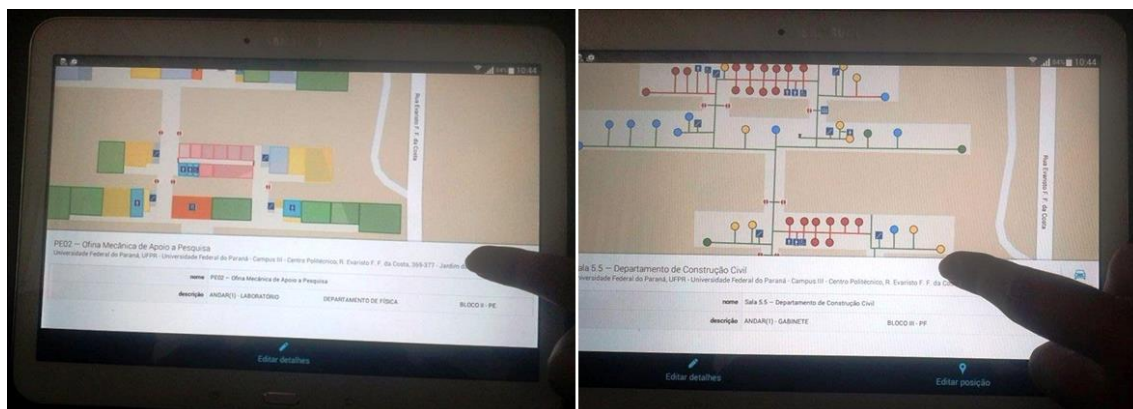 10:44
Rua Evaristo F. F. da Costa
PE02 — Ofina Mecânica de Apoio a Pesquisa
Universidade Federal do Paraná, UFPR - Universidade Federal do Paraná - Campus III - Centro Politécnico, R. Evaristo F. F. da Costa, 369-377 - Jardim
nome PE02 — Ofina Mecânica de Apoio a Pesquisa
descrição ANDAR(1) - LABORATÓRIO DEPARTAMENTO DE FÍSICA BLOCO II - PE
Editar detalhes
10:44
Rua Evaristo F. F. da Costa
5.5 — Departamento de Construção Civil
Federal do Paraná, UFPR - Universidade Federal do Paraná - Campus III - Centro Politécnico, R. Evaristo F. F. da
nome Sala 5.5 — Departamento de Construção Civil
descrição ANDAR(1) - GABINETE BLOCO III - PF
Editar detalhes Editar posição